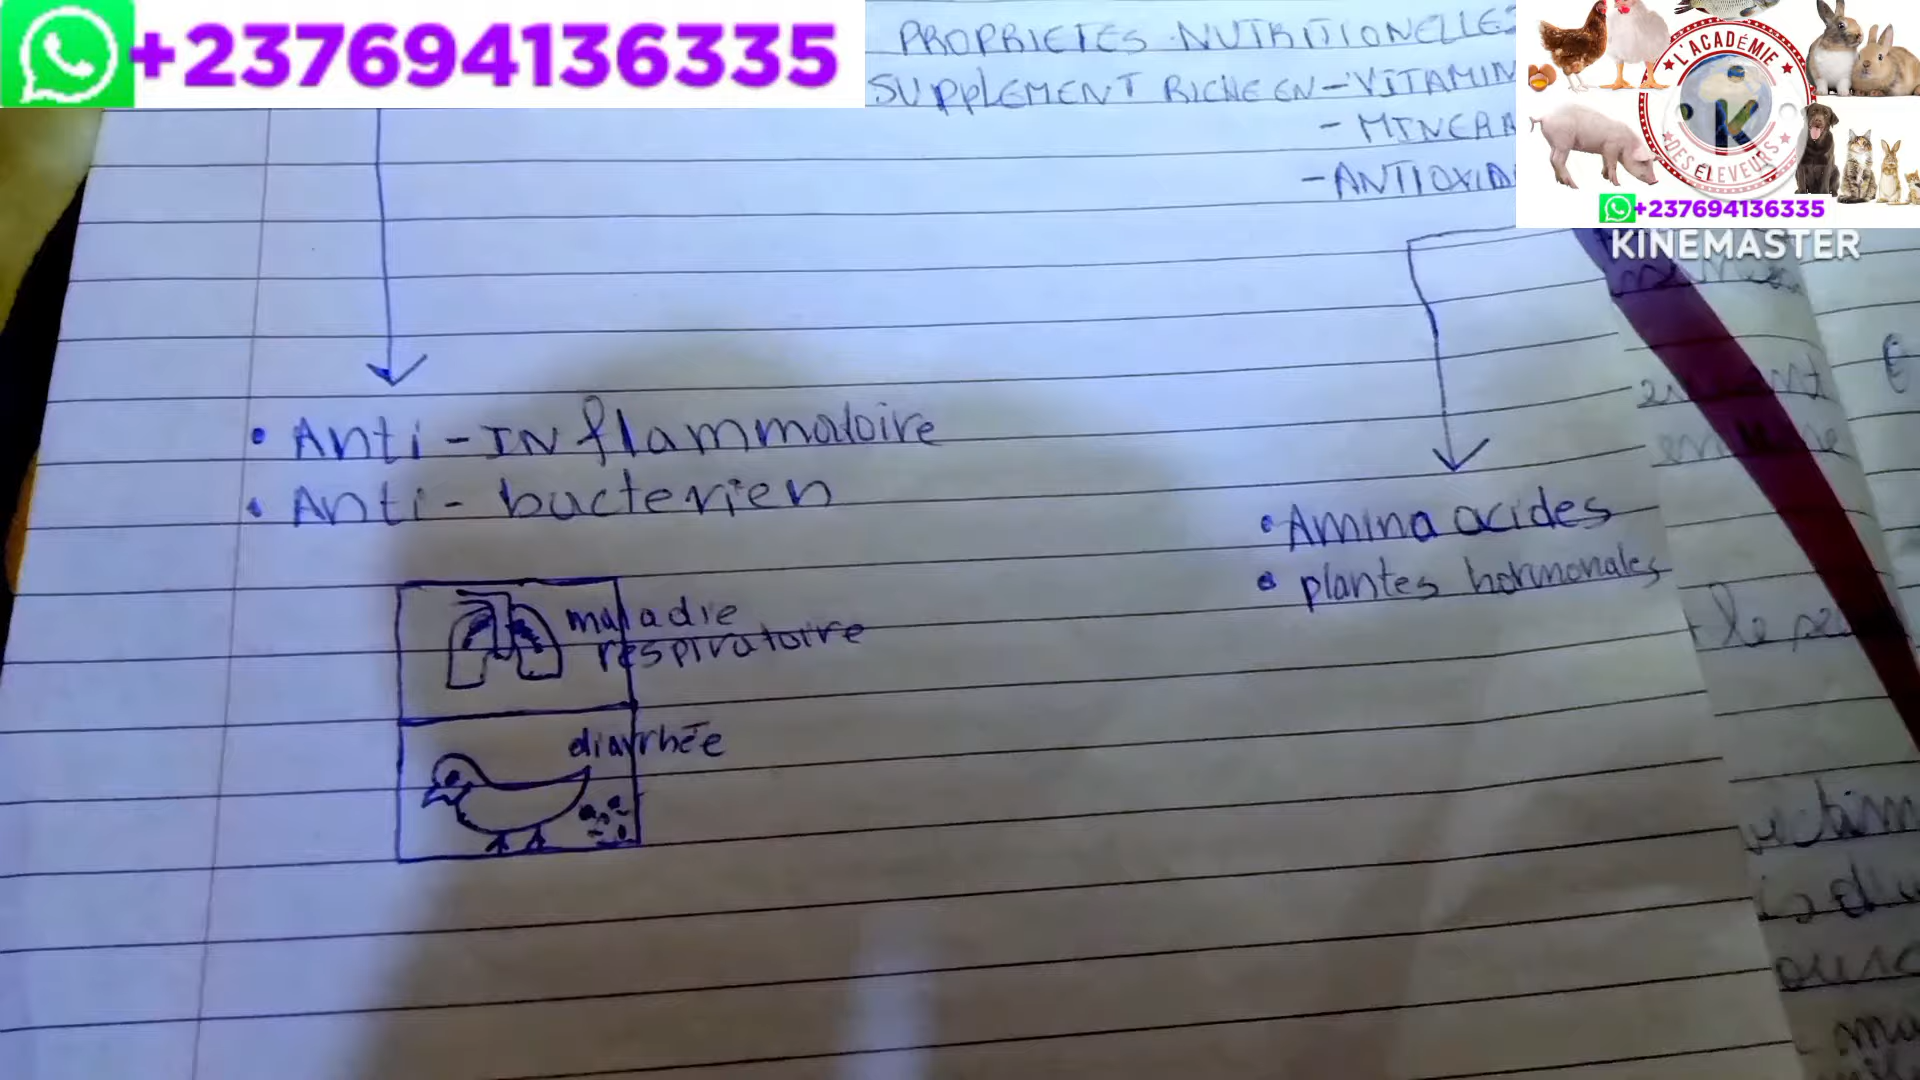 +237694136335
PROPRIETES NUTRITIONELLES
SUPPLEMENT RICHE EN - VITAMIN
- MINERA
- ANTIOXIDA
L'ACADÉMIE
K
DES ÉLEVEURS
+237694136335
KINEMASTER
• Anti-INflammatoire
• Anti-bacterien
• Amina acides
• plantes hormonales
maladie
respiratoire
diarrhée